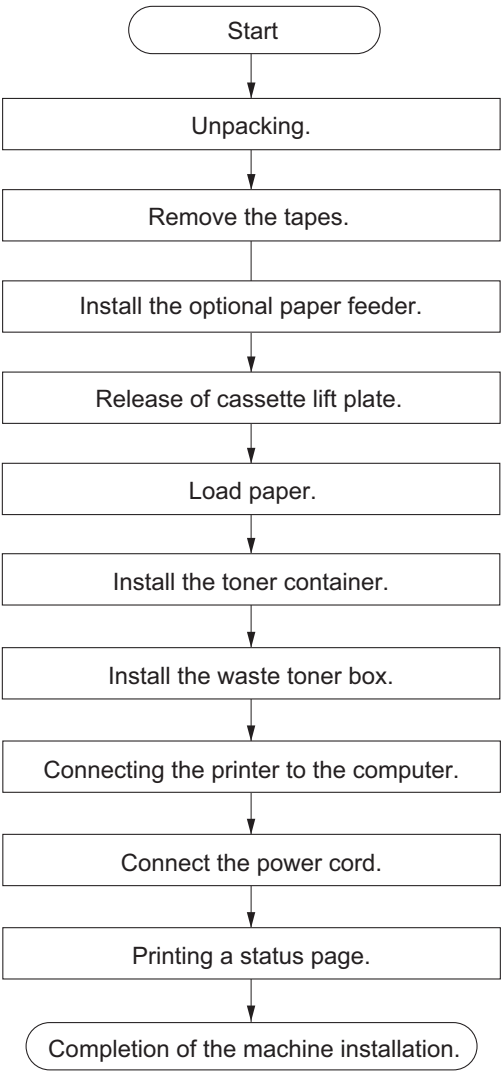 Start
Unpacking.
Remove the tapes.
Install the optional paper feeder.
Release of cassette lift plate.
Load paper.
Install the toner container.
Install the waste toner box.
Connecting the printer to the computer.
Connect the power cord.
Printing a status page.
Completion of the machine installation.